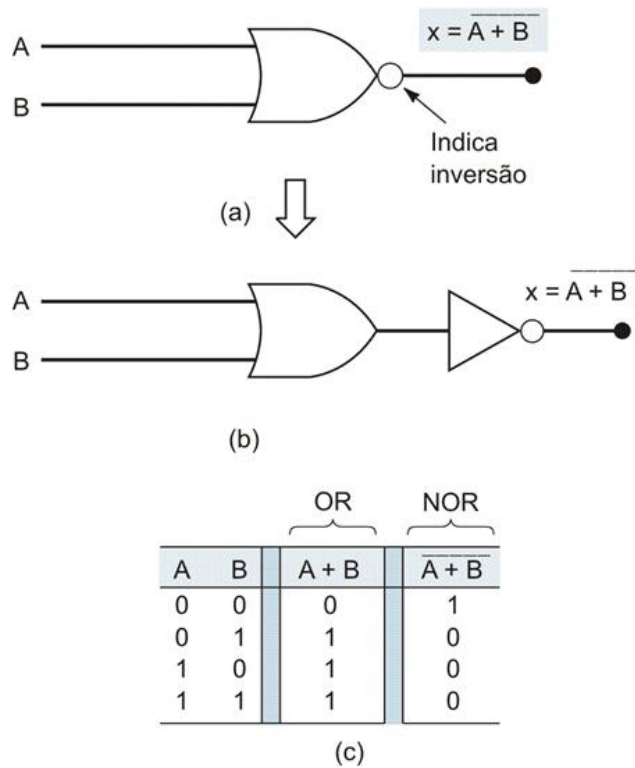 x = A̅ ̅+̅ ̅B̅
A
B
Indica
inversão
(a)
x = A̅ ̅+̅ ̅B̅
A
B
(b)
OR NOR
A B A + B A̅ ̅+̅ ̅B̅
0 0 0 1
0 1 1 0
1 0 1 0
1 1 1 0
(c)